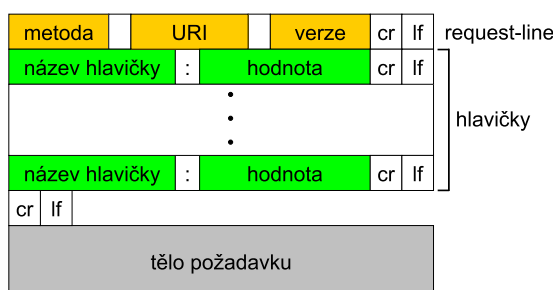 metoda URI verze cr lf request-line
název hlavičky : hodnota cr lf
hlavičky
název hlavičky : hodnota cr lf
cr lf
tělo požadavku